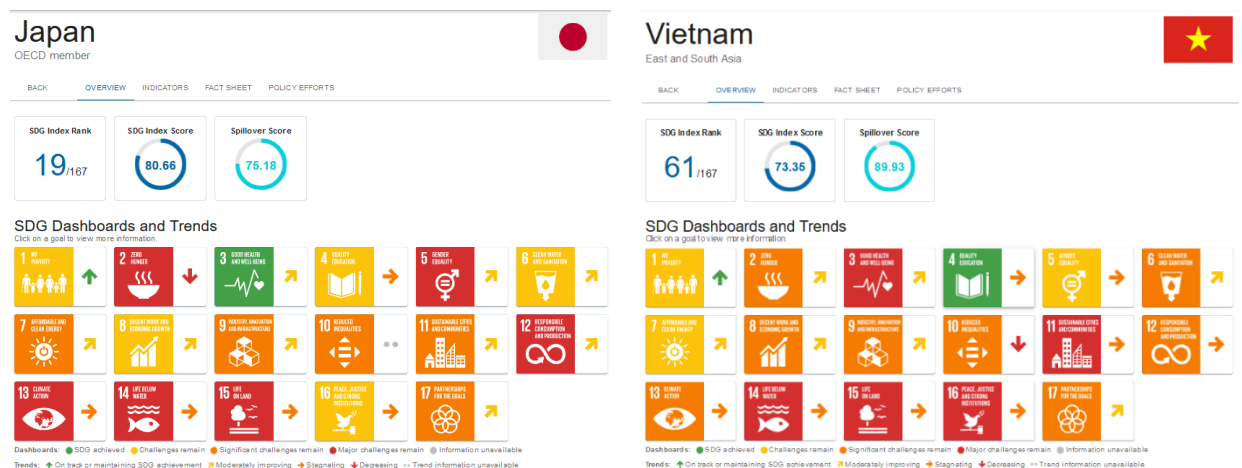 Japan
OECD member
BACK OVERVIEW INDICATORS FACT SHEET POLICY EFFORTS
SDG Index Rank
19/167
SDG Index Score
80.66
Spillover Score
75.18
SDG Dashboards and Trends
Click on a goal to view more information.
1 NO POVERTY
2 ZERO HUNGER
3 GOOD HEALTH AND WELL-BEING
4 QUALITY EDUCATION
5 GENDER EQUALITY
6 CLEAN WATER AND SANITATION
7 AFFORDABLE AND CLEAN ENERGY
8 DECENT WORK AND ECONOMIC GROWTH
9 INDUSTRY, INNOVATION AND INFRASTRUCTURE
10 REDUCED INEQUALITIES
11 SUSTAINABLE CITIES AND COMMUNITIES
12 RESPONSIBLE CONSUMPTION AND PRODUCTION
13 CLIMATE ACTION
14 LIFE BELOW WATER
15 LIFE ON LAND
16 PEACE, JUSTICE AND STRONG INSTITUTIONS
17 PARTNERSHIPS FOR THE GOALS
Dashboards: SDG achieved Challenges remain Significant challenges remain Major challenges remain Information unavailable
Trends: On track or maintaining SDG achievement Moderately improving Stagnating Decreasing Trend information unavailable
Vietnam
East and South Asia
BACK OVERVIEW INDICATORS FACT SHEET POLICY EFFORTS
SDG Index Rank
61/167
SDG Index Score
73.35
Spillover Score
89.93
SDG Dashboards and Trends
Click on a goal to view more information.
1 NO POVERTY
2 ZERO HUNGER
3 GOOD HEALTH AND WELL-BEING
4 QUALITY EDUCATION
5 GENDER EQUALITY
6 CLEAN WATER AND SANITATION
7 AFFORDABLE AND CLEAN ENERGY
8 DECENT WORK AND ECONOMIC GROWTH
9 INDUSTRY, INNOVATION AND INFRASTRUCTURE
10 REDUCED INEQUALITIES
11 SUSTAINABLE CITIES AND COMMUNITIES
12 RESPONSIBLE CONSUMPTION AND PRODUCTION
13 CLIMATE ACTION
14 LIFE BELOW WATER
15 LIFE ON LAND
16 PEACE, JUSTICE AND STRONG INSTITUTIONS
17 PARTNERSHIPS FOR THE GOALS
Dashboards: SDG achieved Challenges remain Significant challenges remain Major challenges remain Information unavailable
Trends: On track or maintaining SDG achievement Moderately improving Stagnating Decreasing Trend information unavailable